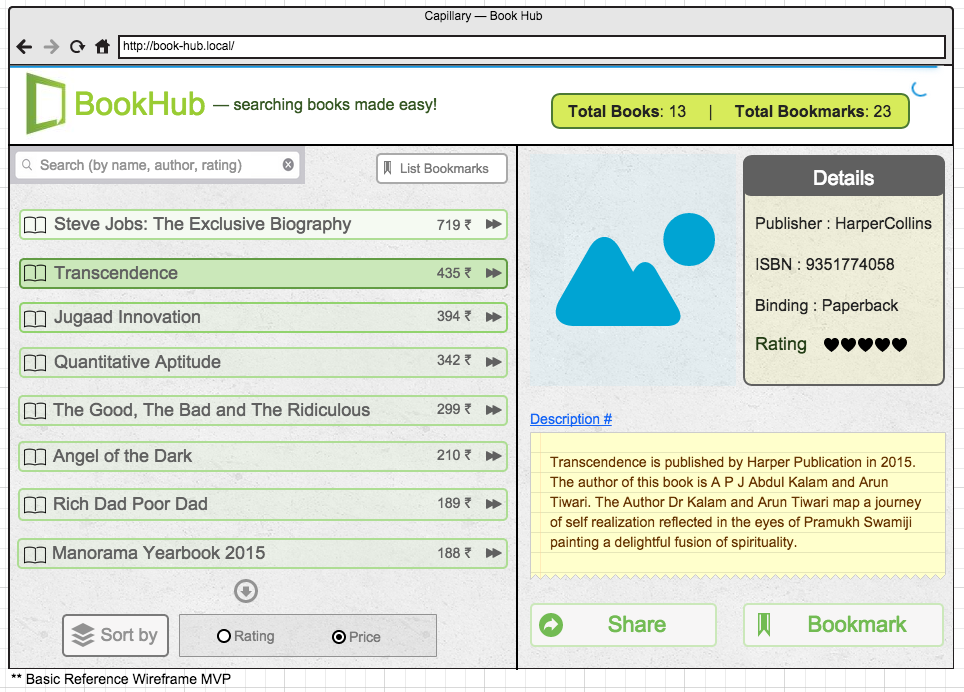 Capillary — Book Hub
http://book-hub.local/
BookHub — searching books made easy!
Total Books: 13 | Total Bookmarks: 23
Search (by name, author, rating)
List Bookmarks
Steve Jobs: The Exclusive Biography 719 ₹
Transcendence 435 ₹
Jugaad Innovation 394 ₹
Quantitative Aptitude 342 ₹
The Good, The Bad and The Ridiculous 299 ₹
Angel of the Dark 210 ₹
Rich Dad Poor Dad 189 ₹
Manorama Yearbook 2015 188 ₹
Sort by
Rating
Price
Details
Publisher : HarperCollins
ISBN : 9351774058
Binding : Paperback
Rating
Description #
Transcendence is published by Harper Publication in 2015.
The author of this book is A P J Abdul Kalam and Arun
Tiwari. The Author Dr Kalam and Arun Tiwari map a journey
of self realization reflected in the eyes of Pramukh Swamiji
painting a delightful fusion of spirituality.
Share
Bookmark
** Basic Reference Wireframe MVP